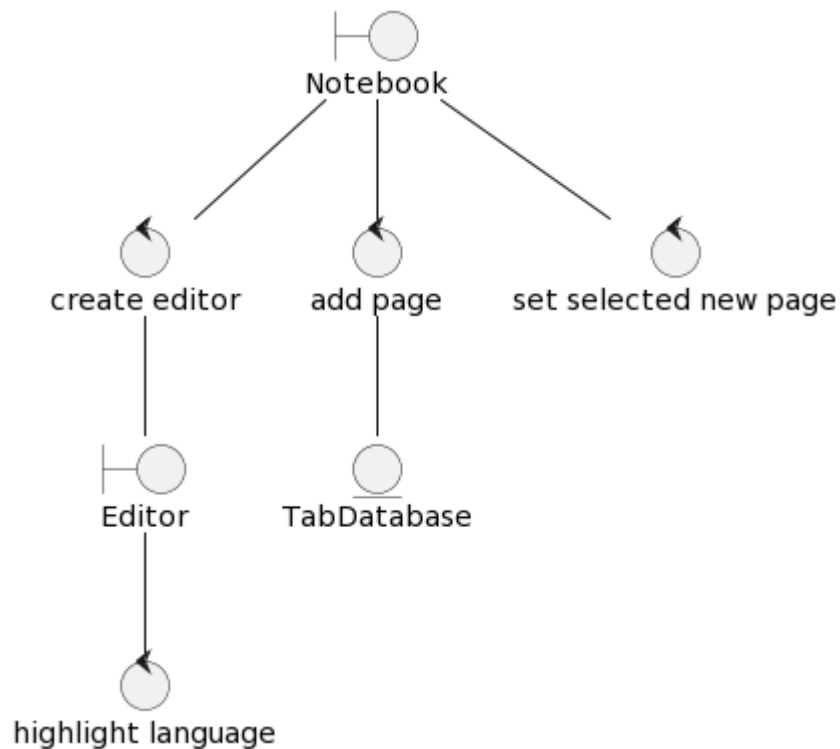 Notebook
create editor
add page
set selected new page
Editor
TabDatabase
highlight language